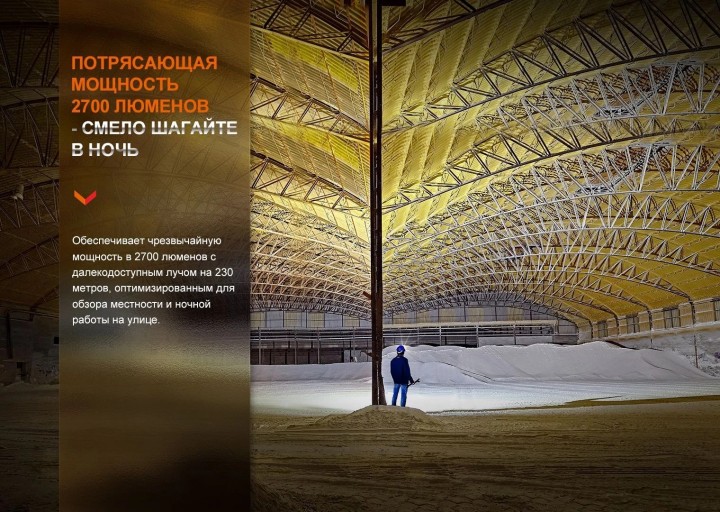 ПОТРЯСАЮЩАЯ
МОЩНОСТЬ
2700 ЛЮМЕНОВ
- СМЕЛО ШАГАЙТЕ
В НОЧЬ
Обеспечивает чрезвычайную
мощность в 2700 люменов с
далекодоступным лучом на 230
метров, оптимизированным для
обзора местности и ночной
работы на улице.